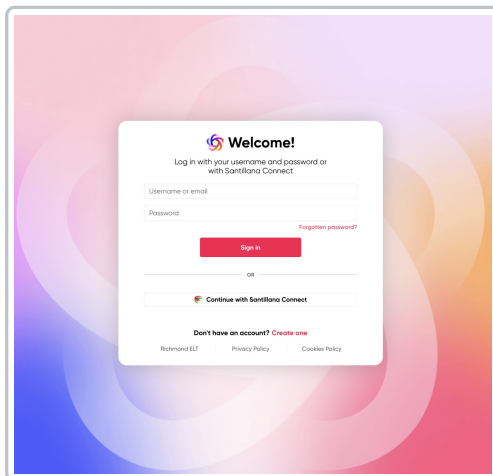 Welcome!
Log in with your username and password or
with Santillana Connect
Username or email
Password
Forgotten password?
Sign in
OR
Continue with Santillana Connect
Don't have an account? Create one
Richmond ELT Privacy Policy Cookies Policy